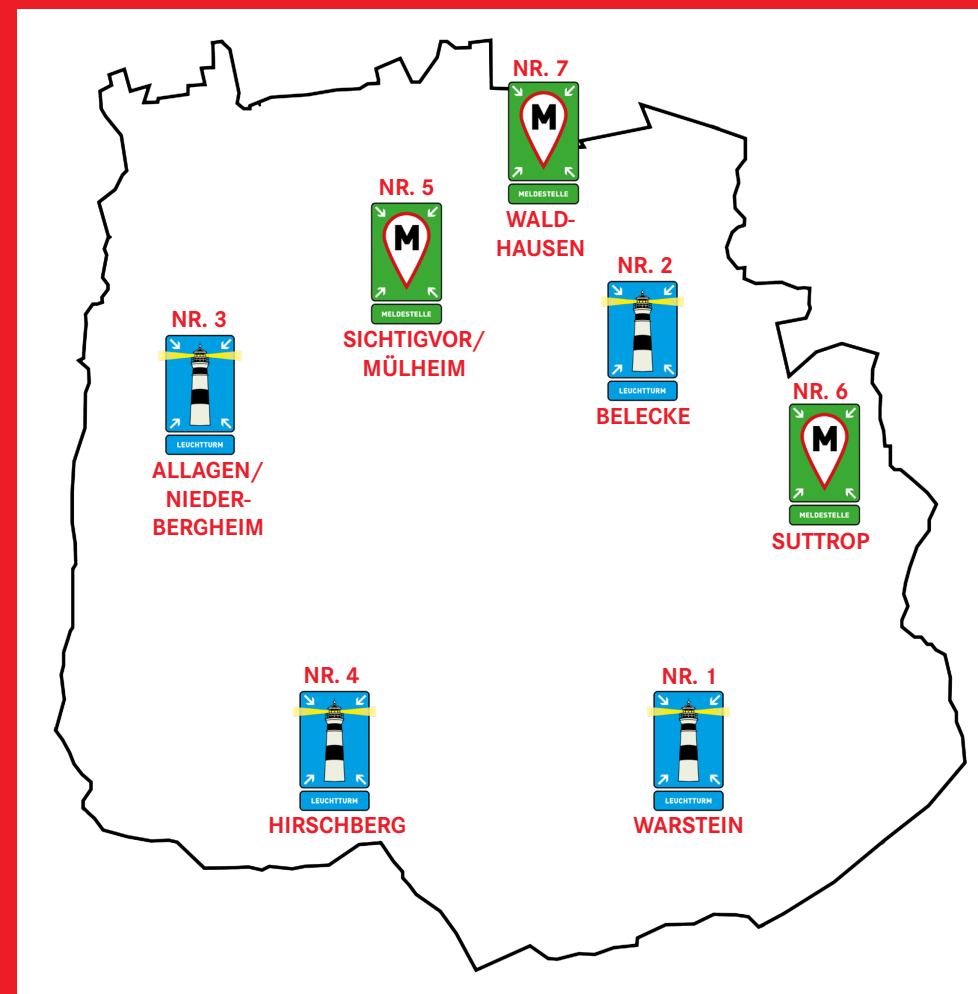 NR. 7
M
MELDESTELLE
WALD-
HAUSEN
NR. 5
M
MELDESTELLE
SICHTIGVOR/
MÜLHEIM
NR. 2
LEUCHTTURM
BELECKE
NR. 3
LEUCHTTURM
ALLAGEN/
NIEDER-
BERGHEIM
NR. 6
M
MELDESTELLE
SUTTROP
NR. 4
LEUCHTTURM
HIRSCHBERG
NR. 1
LEUCHTTURM
WARSTEIN